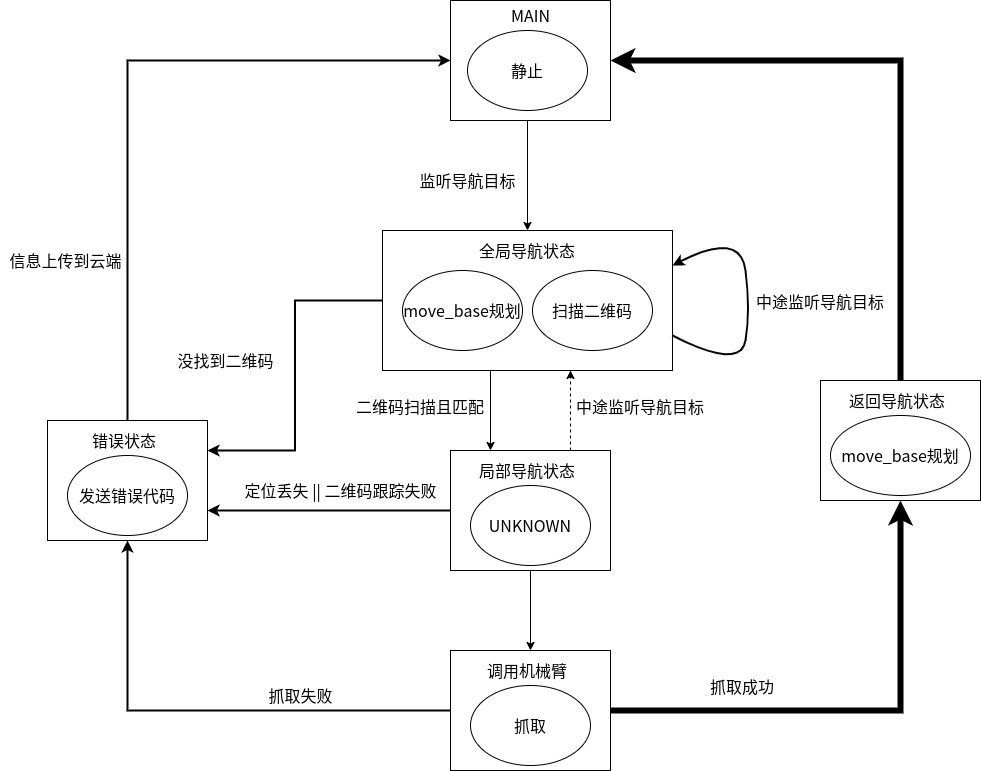 MAIN
静止
监听导航目标
信息上传到云端
全局导航状态
move_base规划
扫描二维码
中途监听导航目标
没找到二维码
二维码扫描且匹配
中途监听导航目标
返回导航状态
move_base规划
错误状态
发送错误代码
定位丢失 || 二维码跟踪失败
局部导航状态
UNKNOWN
调用机械臂
抓取
抓取失败
抓取成功